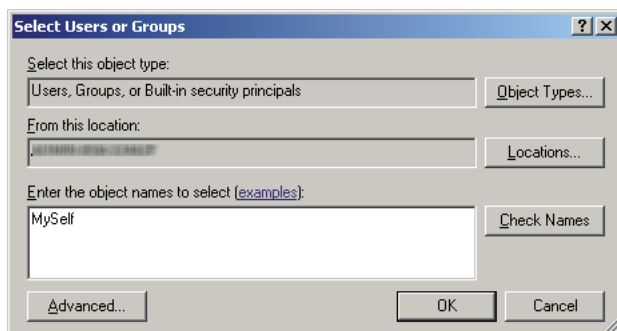 Select Users or Groups
Select this object type:
Users, Groups, or Built-in security principals
Object Types...
From this location:
Locations...
Enter the object names to select (examples):
MySelf
Check Names
Advanced...
OK
Cancel